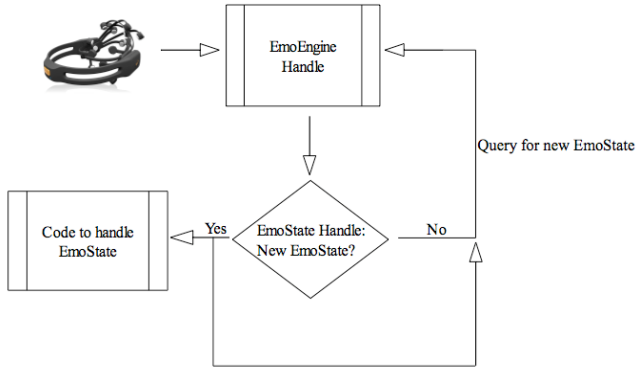 EmoEngine
Handle
Query for new EmoState
Code to handle
EmoState
Yes
EmoState Handle:
New EmoState?
No